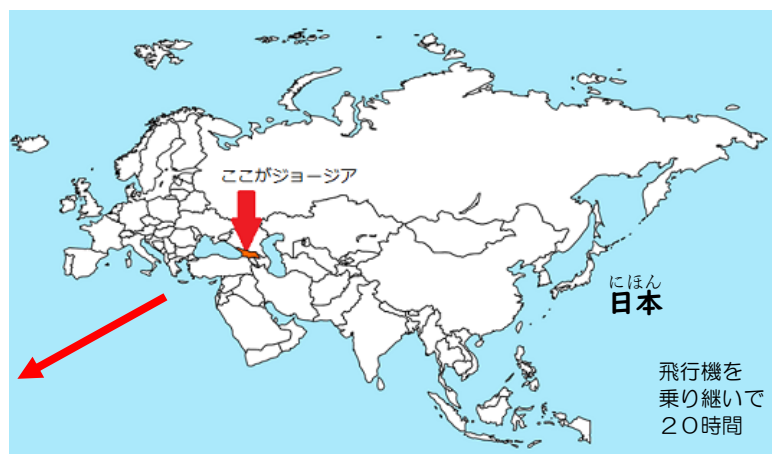 ここがジョージア
にほん
日本
飛行機を
乗り継いで
２０時間